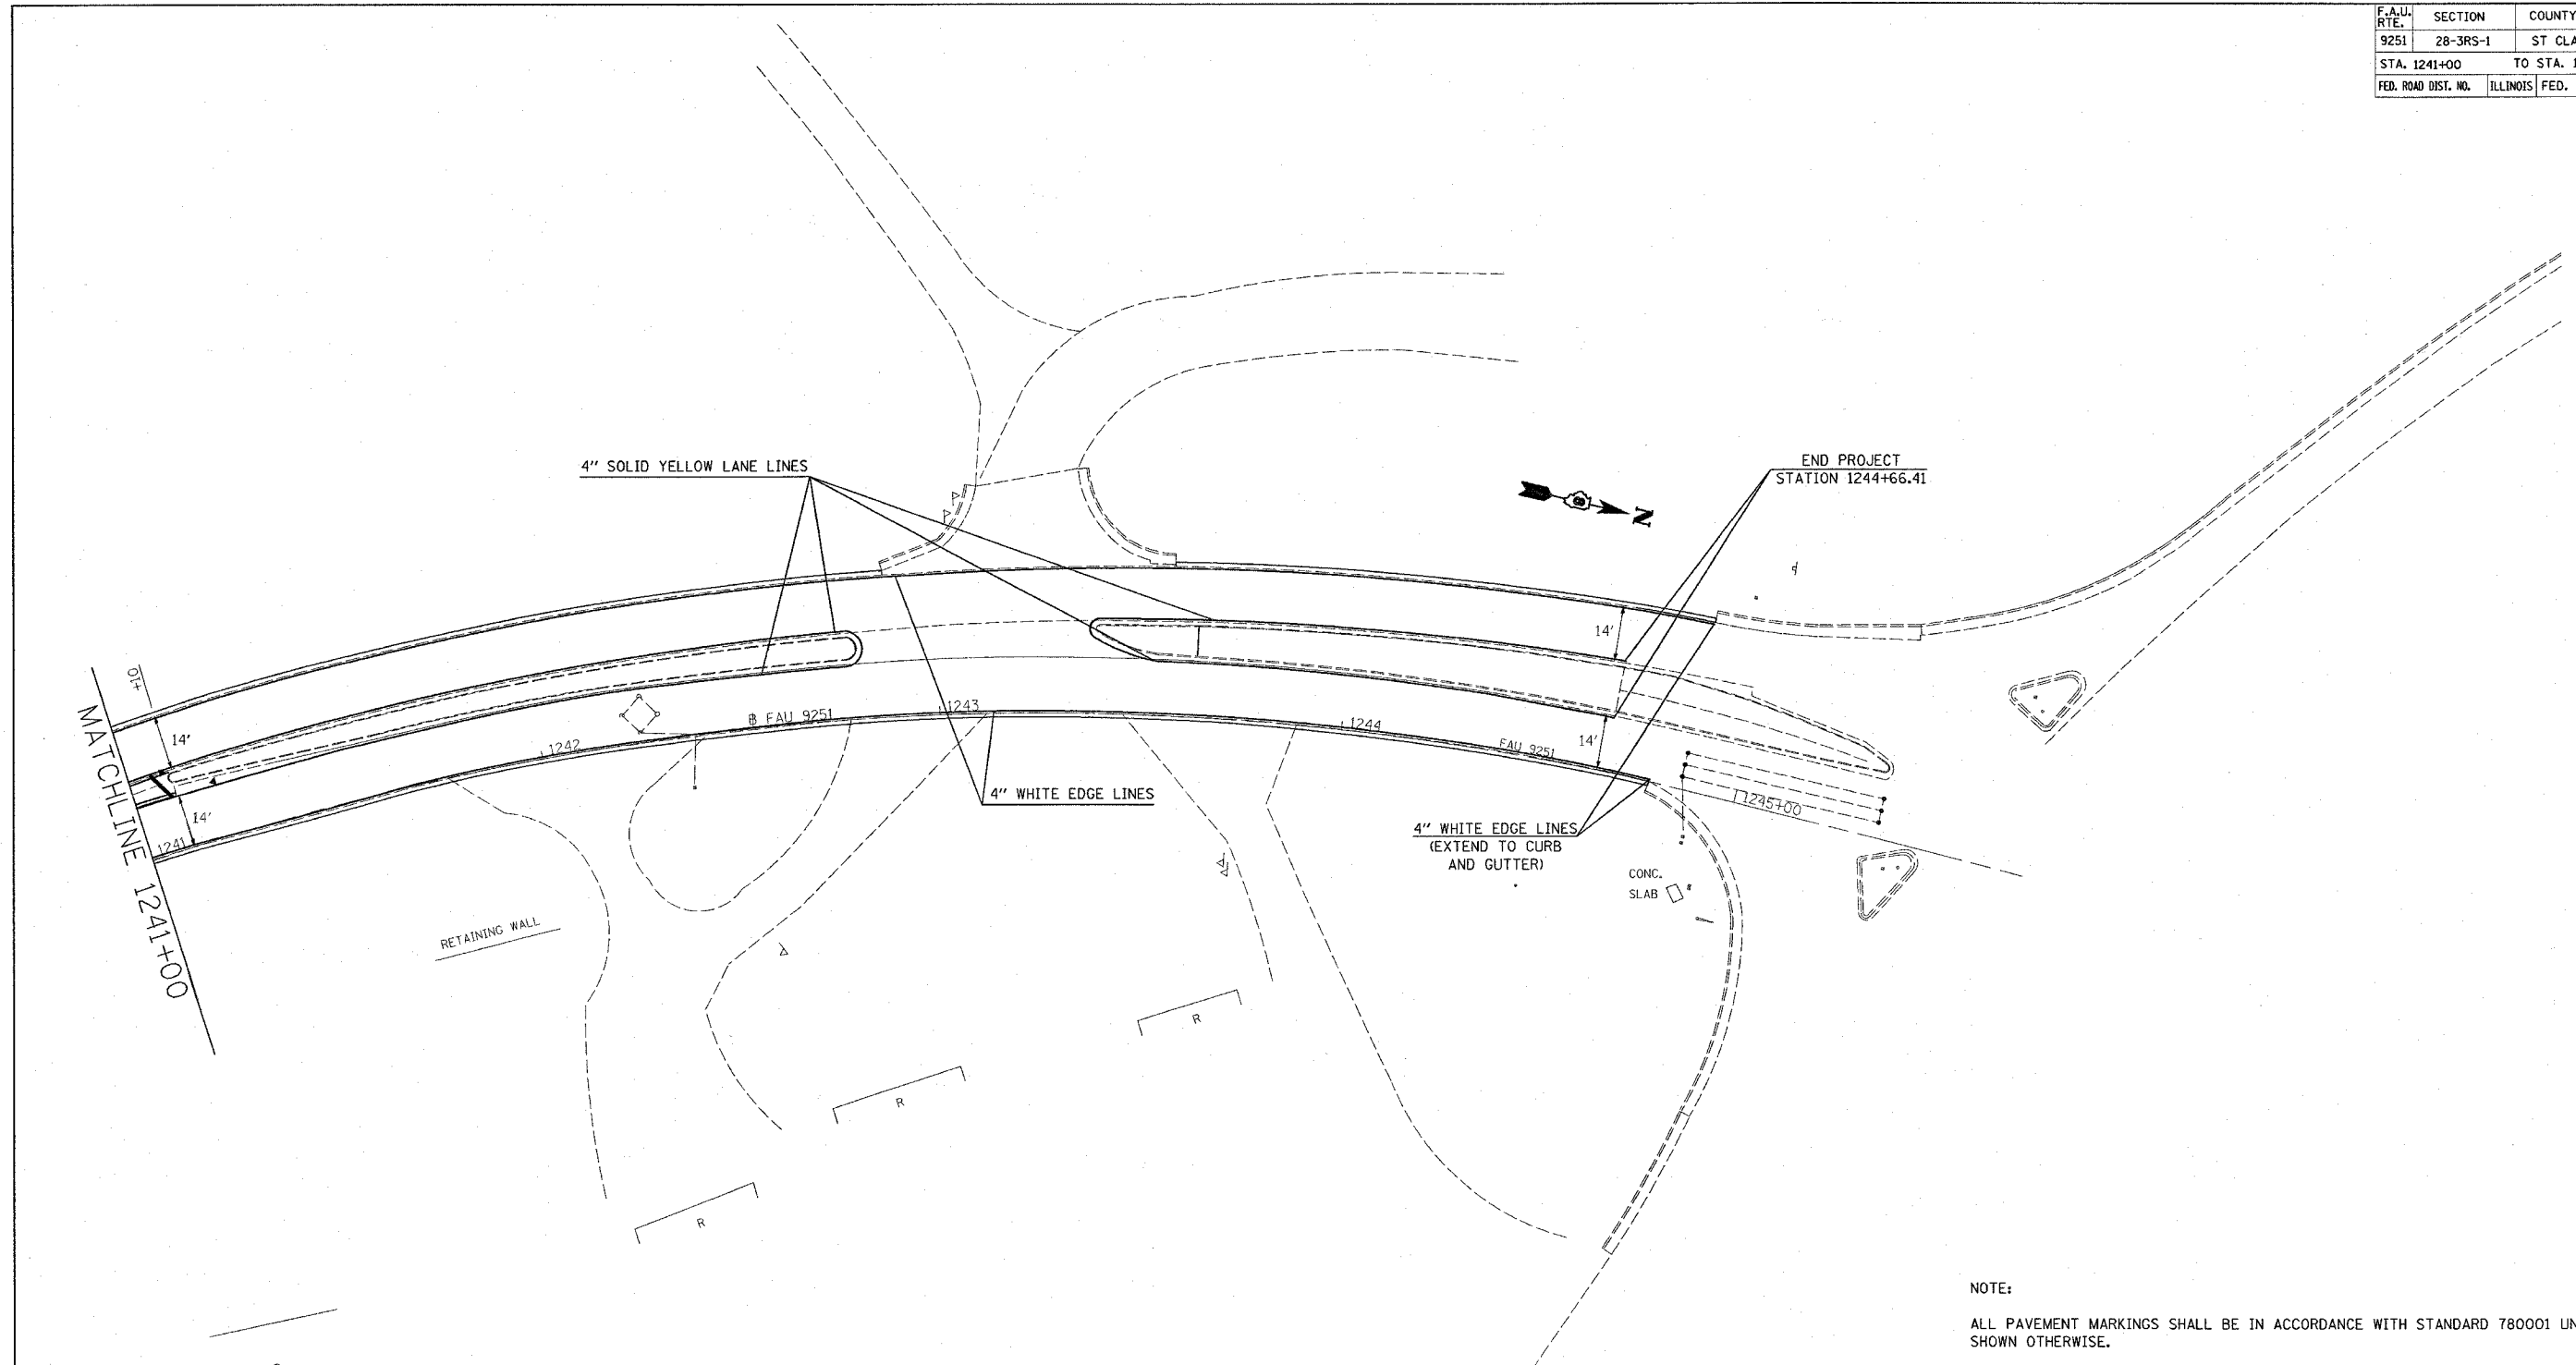 F.A.U. RTE. SECTION COUNTY
9251 28-3RS-1 ST CLA
STA. 1241+00 TO STA. 1
FED. ROAD DIST. NO. ILLINOIS FED.
4" SOLID YELLOW LANE LINES
END PROJECT
STATION 1244+66.41
N
14'
+10
MATCHLINE 1241+00
14'
14'
1241
1242
B FAU 9251
1243
1244
FAU 9251
14'
1245+00
4" WHITE EDGE LINES
4" WHITE EDGE LINES
(EXTEND TO CURB
AND GUTTER)
CONC.
SLAB
RETAINING WALL
R
R
R
NOTE:
ALL PAVEMENT MARKINGS SHALL BE IN ACCORDANCE WITH STANDARD 780001 UN
SHOWN OTHERWISE.